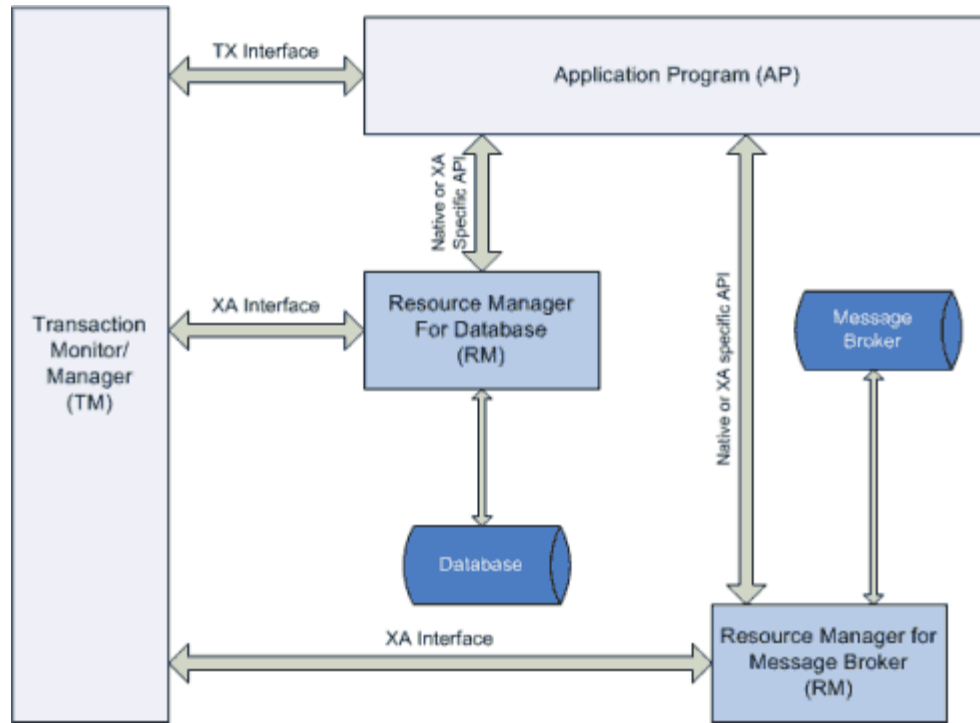 TX Interface
Application Program (AP)
Native or XA
Specific API
Native or XA specific API
XA Interface
Resource Manager
For Database
(RM)
Message
Broker
Transaction
Monitor/
Manager
(TM)
Database
XA Interface
Resource Manager for
Message Broker
(RM)